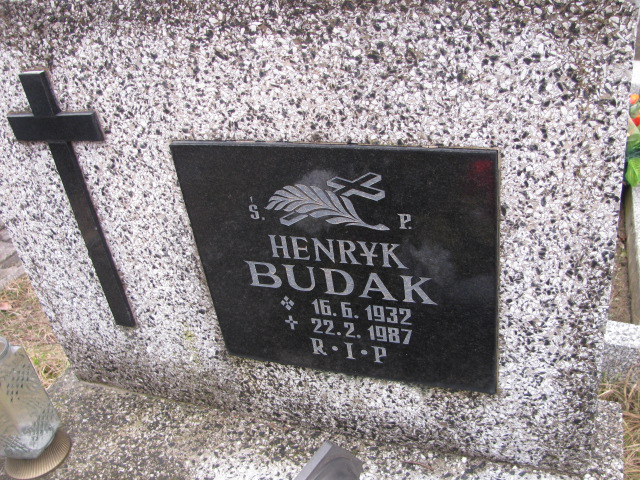 Ś. P.
HENRYK
BUDAK
16.6.1932
22.2.1987
R·I·P